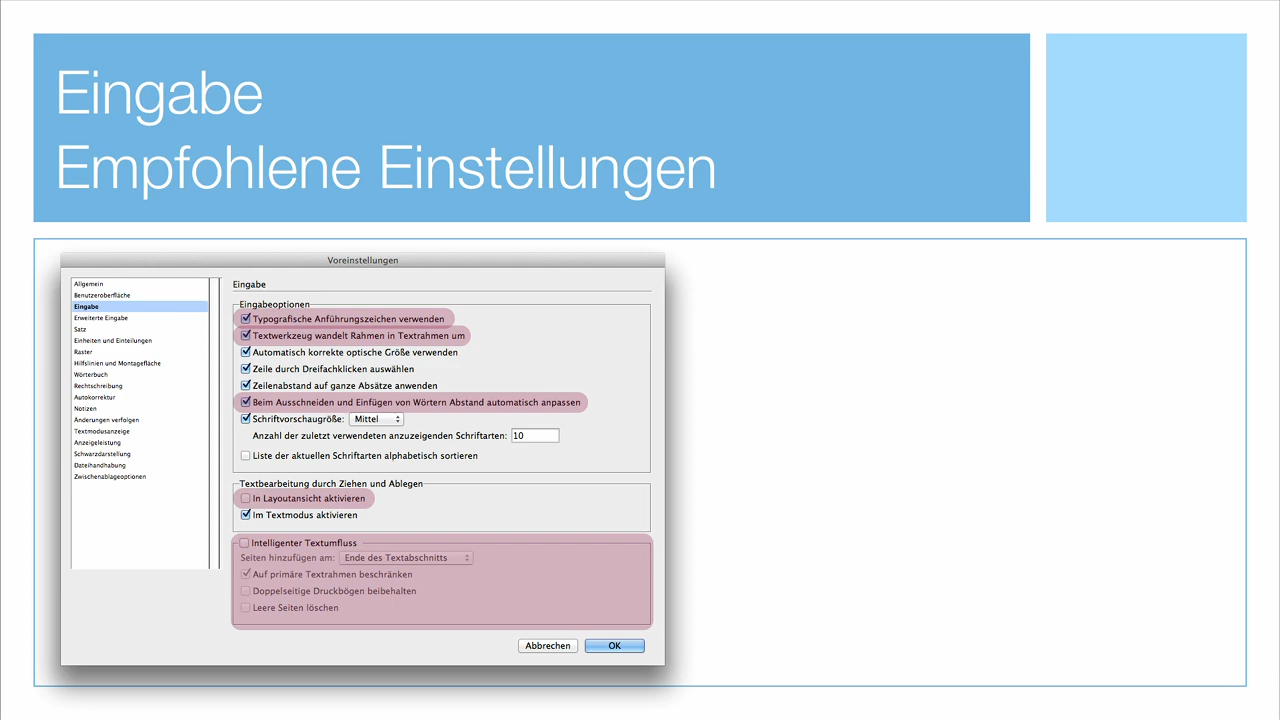 Eingabe
Empfohlene Einstellungen
Voreinstellungen
Allgemein
Benutzeroberfläche
Eingabe
Erweiterte Eingabe
Satz
Einheiten und Einteilungen
Raster
Hilfslinien und Montagefläche
Wörterbuch
Rechtschreibung
Autokorrektur
Notizen
Änderungen verfolgen
Textmodusanzeige
Anzeigeleistung
Schwarzdarstellung
Dateihandhabung
Zwischenablageoptionen
Eingabe
Eingabeoptionen
Typografische Anführungszeichen verwenden
Textwerkzeug wandelt Rahmen in Textrahmen um
Automatisch korrekte optische Größe verwenden
Zeile durch Dreifachklicken auswählen
Zeilenabstand auf ganze Absätze anwenden
Beim Ausschneiden und Einfügen von Wörtern Abstand automatisch anpassen
Schriftvorschaugröße: Mittel
Anzahl der zuletzt verwendeten anzuzeigenden Schriftarten: 10
Liste der aktuellen Schriftarten alphabetisch sortieren
Textbearbeitung durch Ziehen und Ablegen
In Layoutansicht aktivieren
Im Textmodus aktivieren
Intelligenter Textumfluss
Seiten hinzufügen am: Ende des Textabschnitts
Auf primäre Textrahmen beschränken
Doppelseitige Druckbögen beibehalten
Leere Seiten löschen
Abbrechen OK